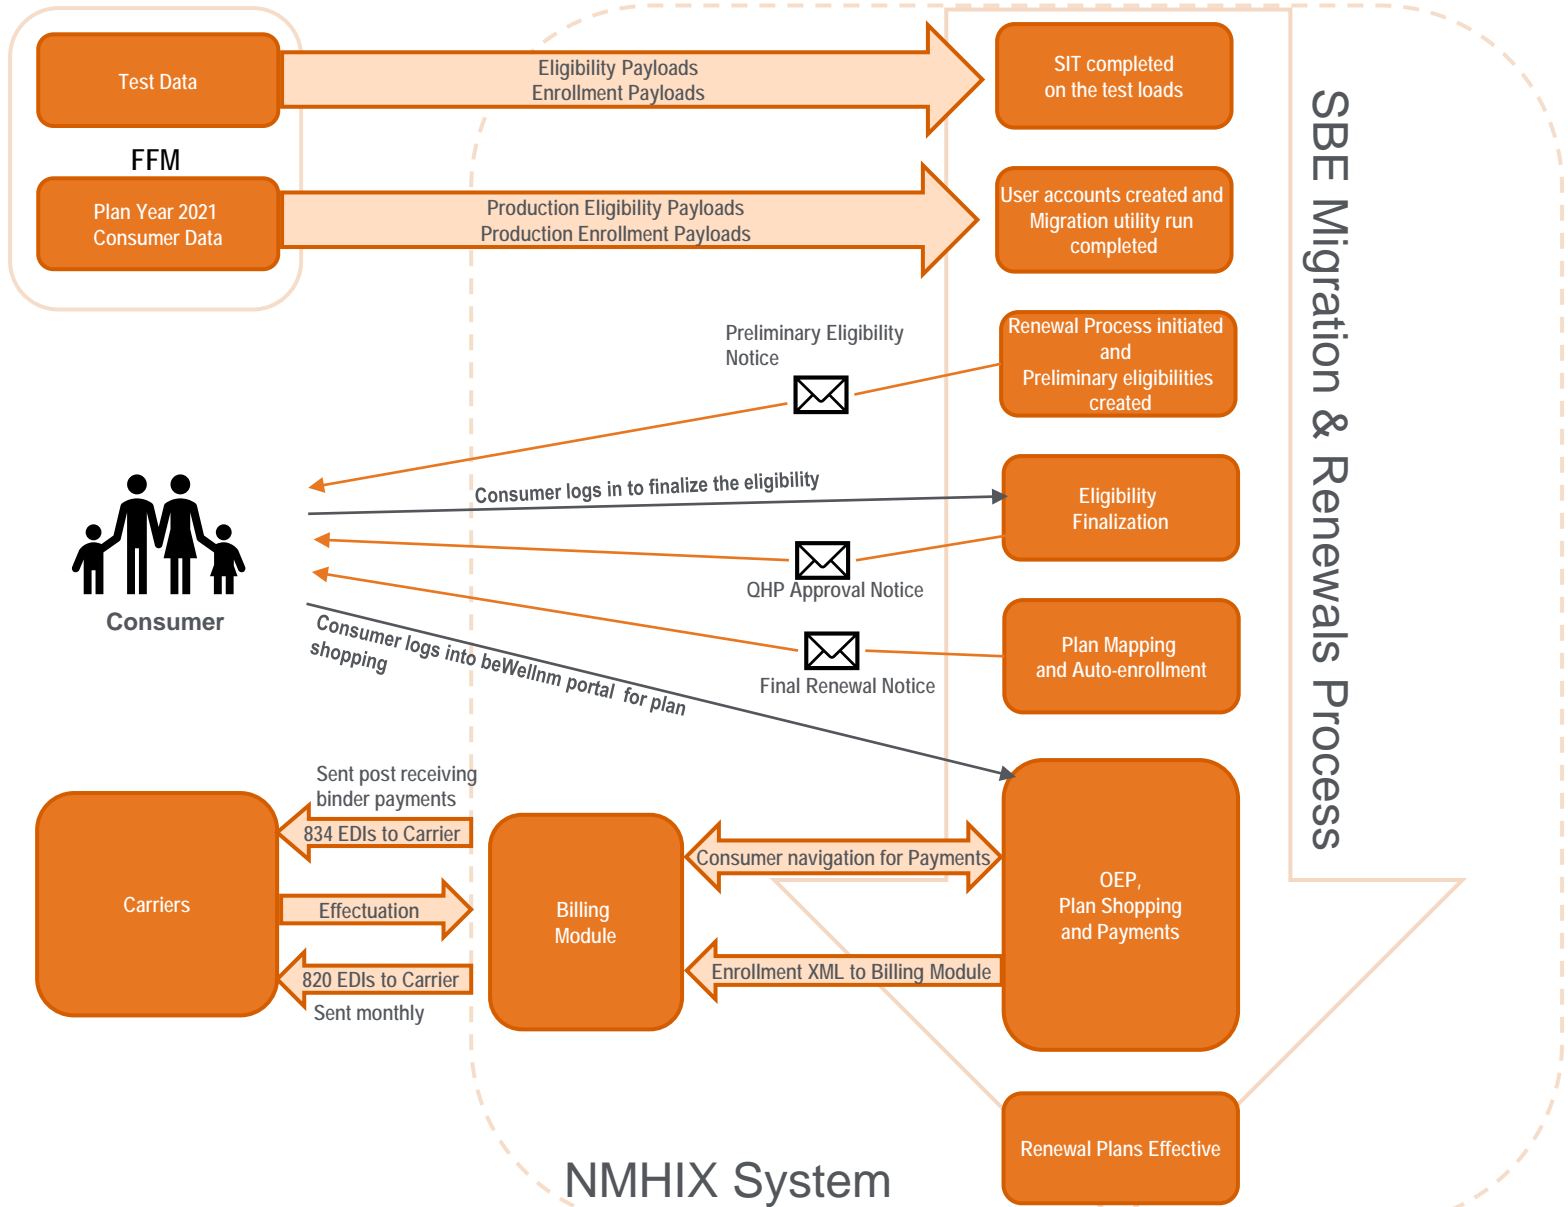 Test Data
Eligibility Payloads
Enrollment Payloads
SIT completed
on the test loads
FFM
Plan Year 2021
Consumer Data
Production Eligibility Payloads
Production Enrollment Payloads
User accounts created and
Migration utility run
completed
SBE Migration & Renewals Process
Preliminary Eligibility
Notice
Renewal Process initiated
and
Preliminary eligibilities
created
Consumer logs in to finalize the eligibility
Eligibility
Finalization
QHP Approval Notice
Consumer
Consumer logs into beWellnm portal for plan
shopping
Final Renewal Notice
Plan Mapping
and Auto-enrollment
Sent post receiving
binder payments
834 EDIs to Carrier
Carriers
Effectuation
820 EDIs to Carrier
Sent monthly
Billing
Module
Consumer navigation for Payments
Enrollment XML to Billing Module
OEP,
Plan Shopping
and Payments
Renewal Plans Effective
NMHIX System